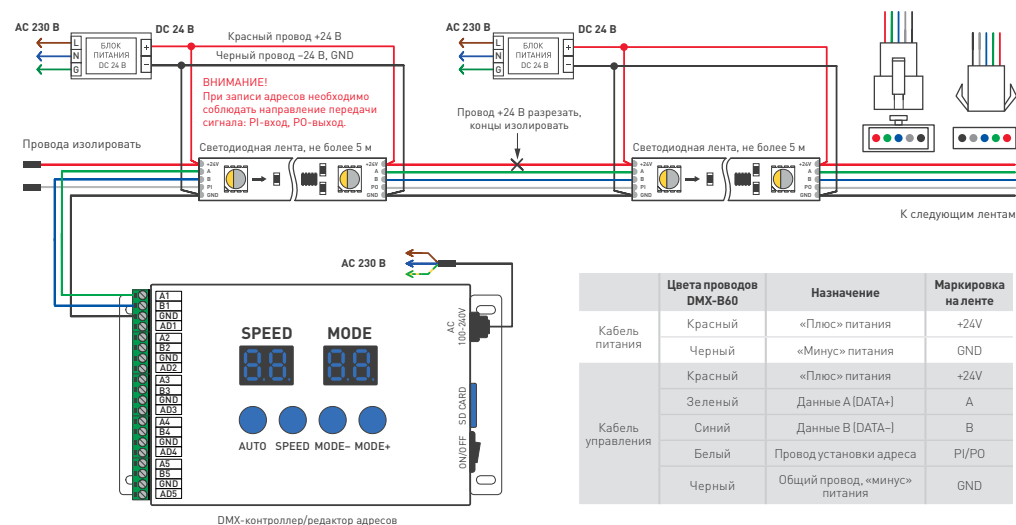 AC 230 В
DC 24 В
L
N
G
БЛОК
ПИТАНИЯ
DC 24 В
+
−
Красный провод +24 В
Черный провод −24 В, GND
ВНИМАНИЕ!
При записи адресов необходимо
соблюдать направление передачи
сигнала: PI-вход, PO-выход.
AC 230 В
DC 24 В
L
N
G
БЛОК
ПИТАНИЯ
DC 24 В
+
−
Провод +24 В разрезать,
концы изолировать
Провода изолировать
Светодиодная лента, не более 5 м
+24V
A
B
PI
GND
+24V
A
B
PO
GND
Светодиодная лента, не более 5 м
+24V
A
B
PI
GND
+24V
A
B
PO
GND
К следующим лентам
AC 230 В
A1
B1
GND
AD1
A2
B2
GND
AD2
A3
B3
GND
AD3
A4
B4
GND
AD4
A5
B5
GND
AD5
SPEED
MODE
88
88
AUTO
SPEED
MODE−
MODE+
AC
100-240V
SD CARD
ON/OFF
DMX-контроллер/редактор адресов
Цвета проводов
DMX-B60
Назначение
Маркировка
на ленте
Кабель
питания
Красный
«Плюс» питания
+24V
Черный
«Минус» питания
GND
Кабель
управления
Красный
«Плюс» питания
+24V
Зеленый
Данные A (DATA+)
A
Синий
Данные B (DATA−)
B
Белый
Провод установки адреса
PI/PO
Черный
Общий провод, «минус»
питания
GND